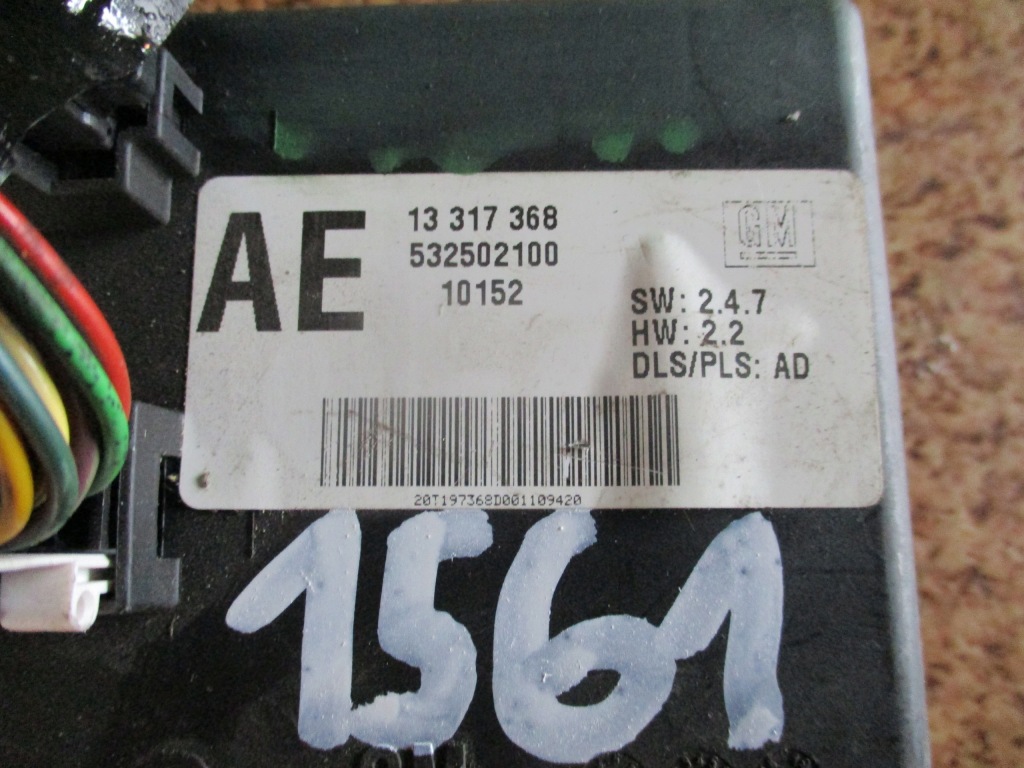 AE
13 317 368
532502100
10152
GM
SW: 2.4.7
HW: 2.2
DLS/PLS: AD
20T197368D001109420
1561